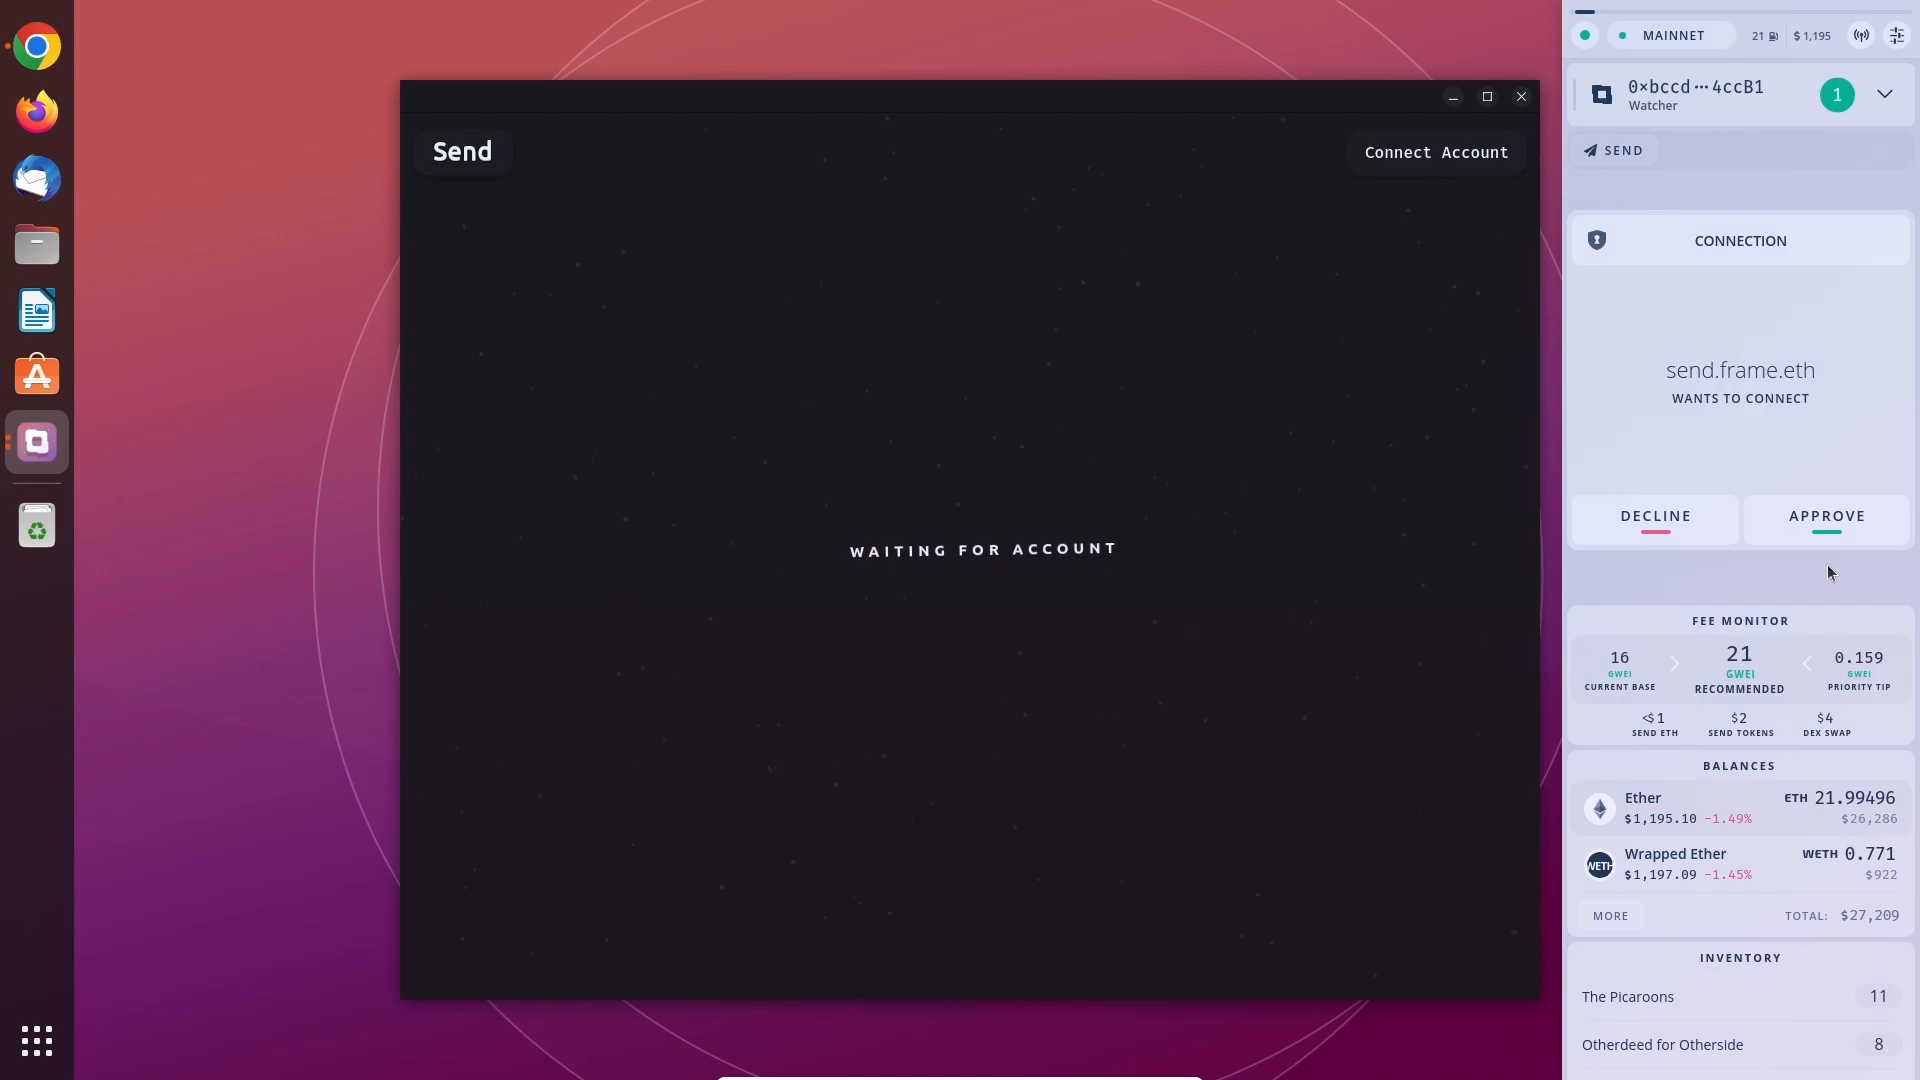 MAINNET
21
$ 1,195
0×bccd···4ccB1
Watcher
1
SEND
Send
Connect Account
CONNECTION
send.frame.eth
WANTS TO CONNECT
DECLINE
APPROVE
WAITING FOR ACCOUNT
FEE MONITOR
16
GWEI
CURRENT BASE
21
GWEI
RECOMMENDED
0.159
GWEI
PRIORITY TIP
<$1
SEND ETH
$2
SEND TOKENS
$4
DEX SWAP
BALANCES
Ether
ETH 21.99496
$1,195.10 -1.49%
$26,286
WETH
Wrapped Ether
WETH 0.771
$1,197.09 -1.45%
$922
MORE
TOTAL: $27,209
INVENTORY
The Picaroons
11
Otherdeed for Otherside
8